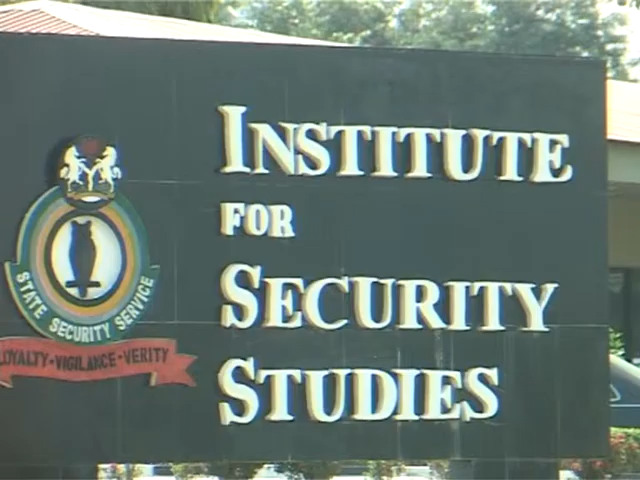 INSTITUTE
FOR
SECURITY
STUDIES
STATE SECURITY SERVICE
LOYALTY•VIGILANCE•VERITY